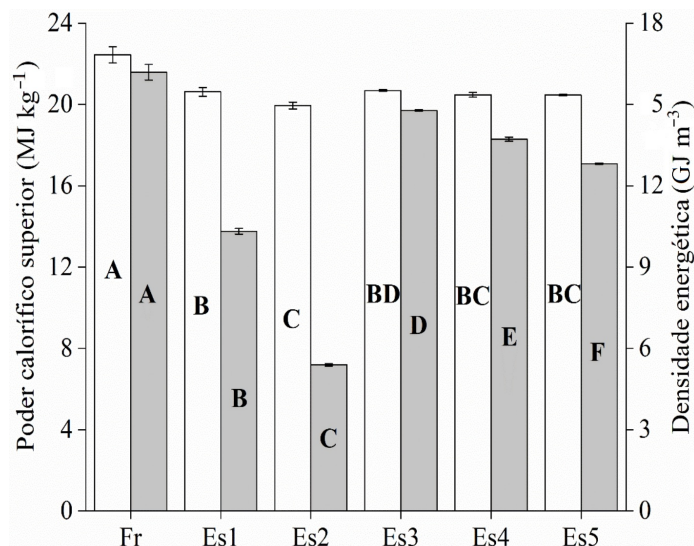 Poder calorífico superior (MJ kg⁻¹)
24
20
16
12
8
4
0
A
A
B
B
C
C
BD
D
BC
E
BC
F
Fr
Es1
Es2
Es3
Es4
Es5
18
5
12
9
6
3
0
Densidade energética (GJ m⁻³)